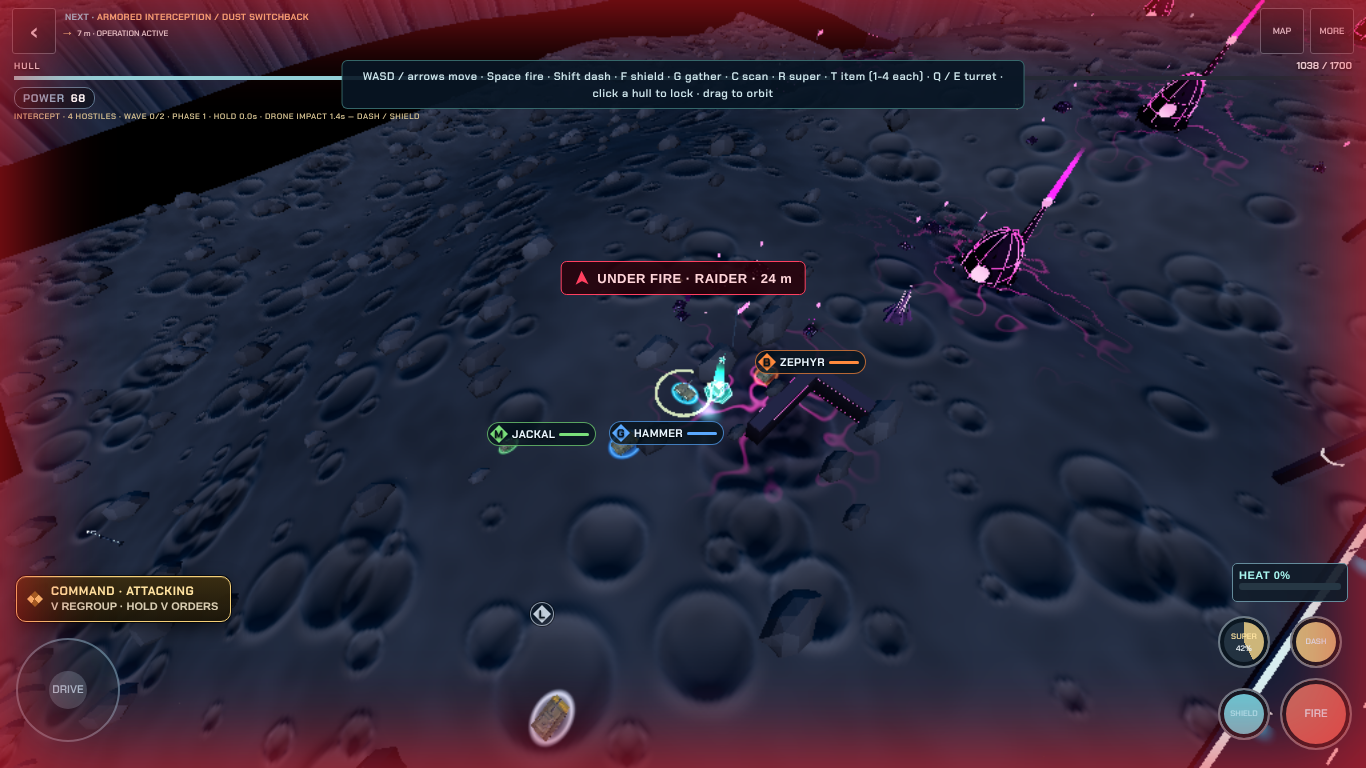 NEXT · ARMORED INTERCEPTION / DUST SWITCHBACK
→ 7 m · OPERATION ACTIVE
MAP
MORE
HULL
1038 / 1700
WASD / arrows move · Space fire · Shift dash · F shield · G gather · C scan · R super · T item (1-4 each) · Q / E turret ·
click a hull to lock · drag to orbit
POWER 68
INTERCEPT · 4 HOSTILES · WAVE 0/2 · PHASE 1 · HOLD 0.0s · DRONE IMPACT 1.4s — DASH / SHIELD
UNDER FIRE · RAIDER · 24 m
B ZEPHYR
M JACKAL
G HAMMER
COMMAND · ATTACKING
V REGROUP · HOLD V ORDERS
L
HEAT 0%
SUPER
42%
DASH
DRIVE
SHIELD
FIRE